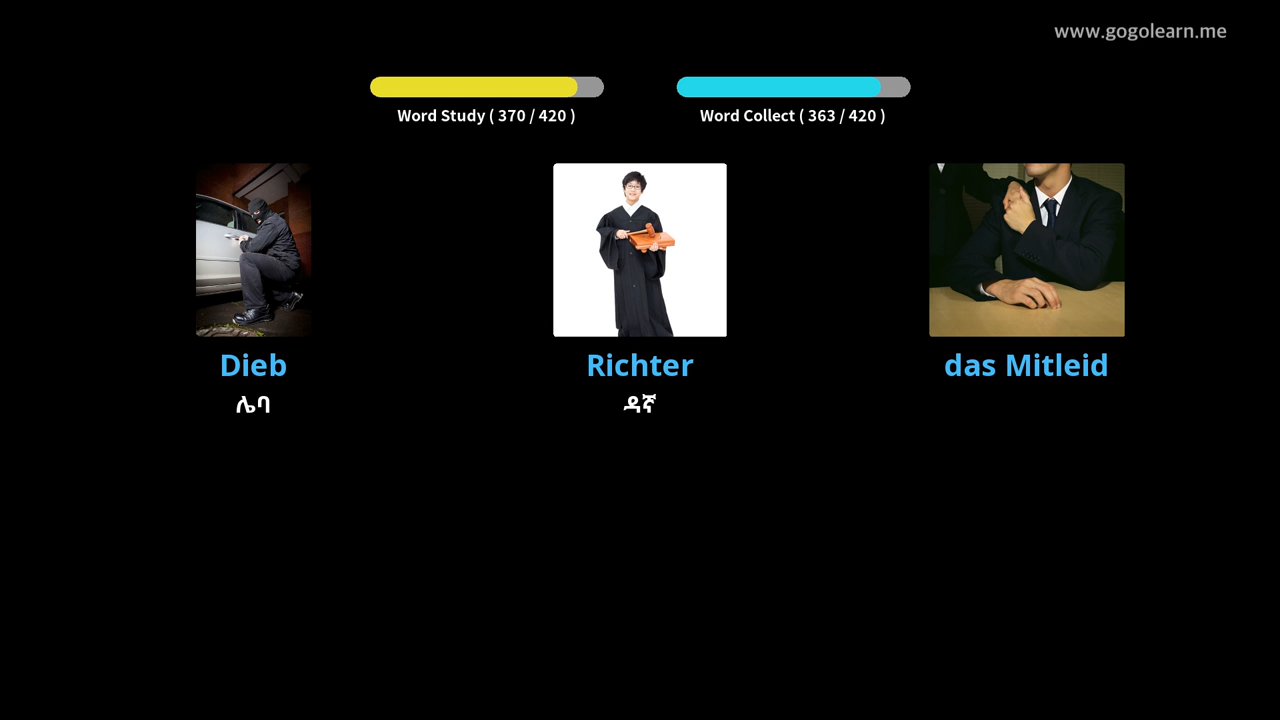 www.gogolearn.me
Word Study ( 370 / 420 )
Word Collect ( 363 / 420 )
Dieb
ሌባ
Richter
ዳኛ
das Mitleid